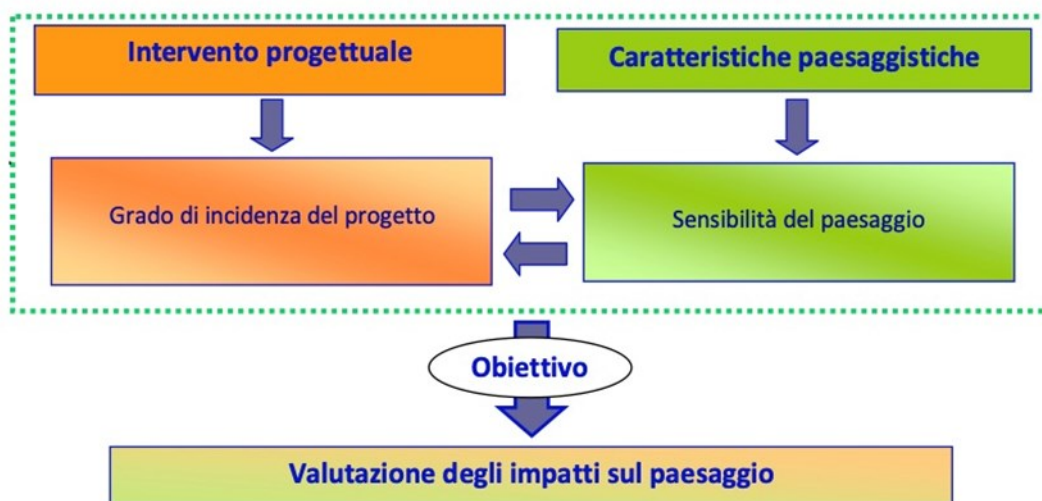 Intervento progettuale
Caratteristiche paesaggistiche
Grado di incidenza del progetto
Sensibilità del paesaggio
Obiettivo
Valutazione degli impatti sul paesaggio